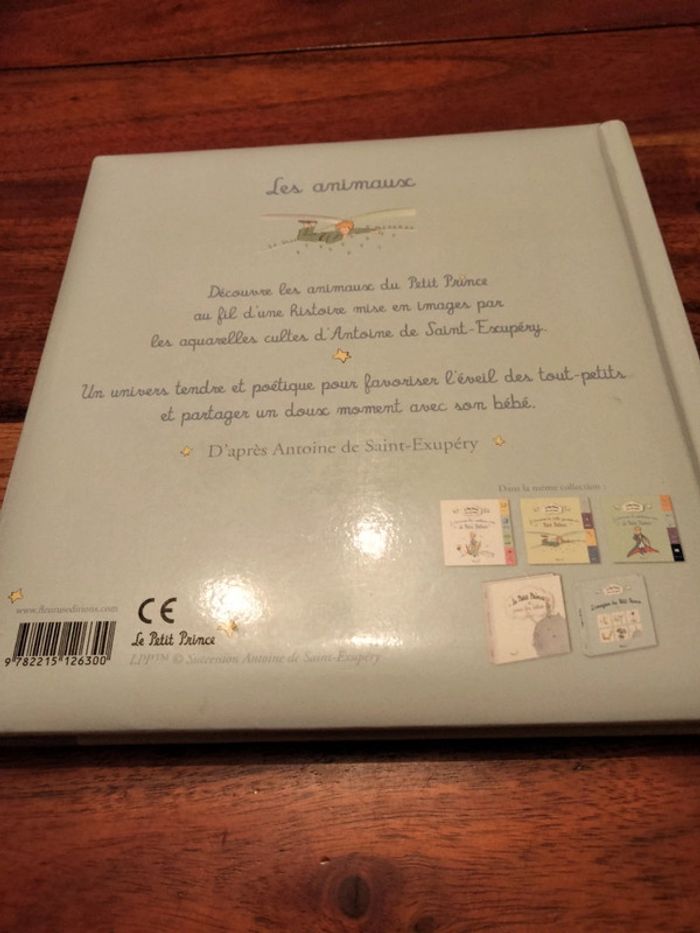 Les animaux
Découvre les animaux du Petit Prince
au fil d'une histoire mise en images par
les aquarelles cultes d'Antoine de Saint-Exupéry.
Un univers tendre et poétique pour favoriser l'éveil des tout-petits
et partager un doux moment avec son bébé.
D'après Antoine de Saint-Exupéry
Dans la même collection :
www.fleuruseditions.com
CE
Le Petit Prince
LPP™ © Succession Antoine de Saint-Exupéry
9 782215 126300